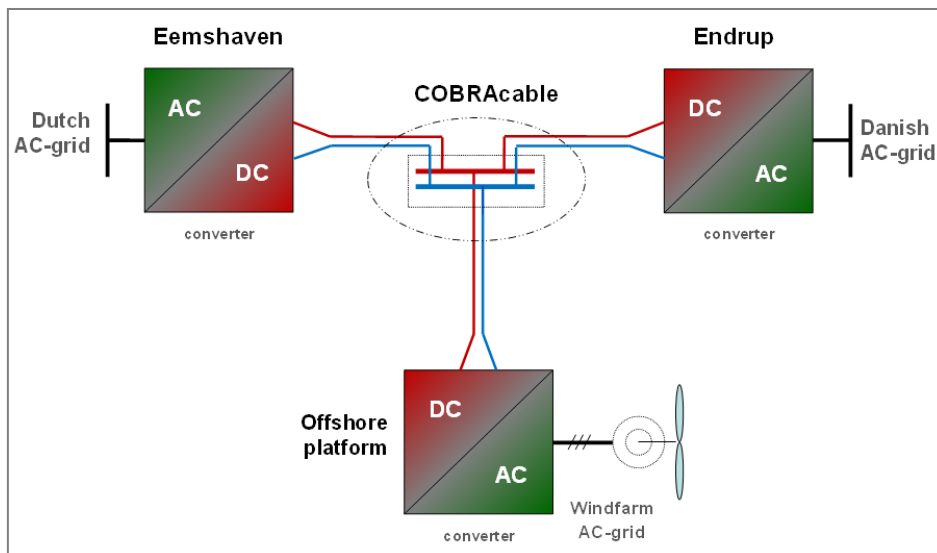 Eemshaven
Endrup
COBRAcable
AC
DC
converter
Dutch
AC-grid
DC
AC
converter
Danish
AC-grid
Offshore
platform
DC
AC
converter
Windfarm
AC-grid